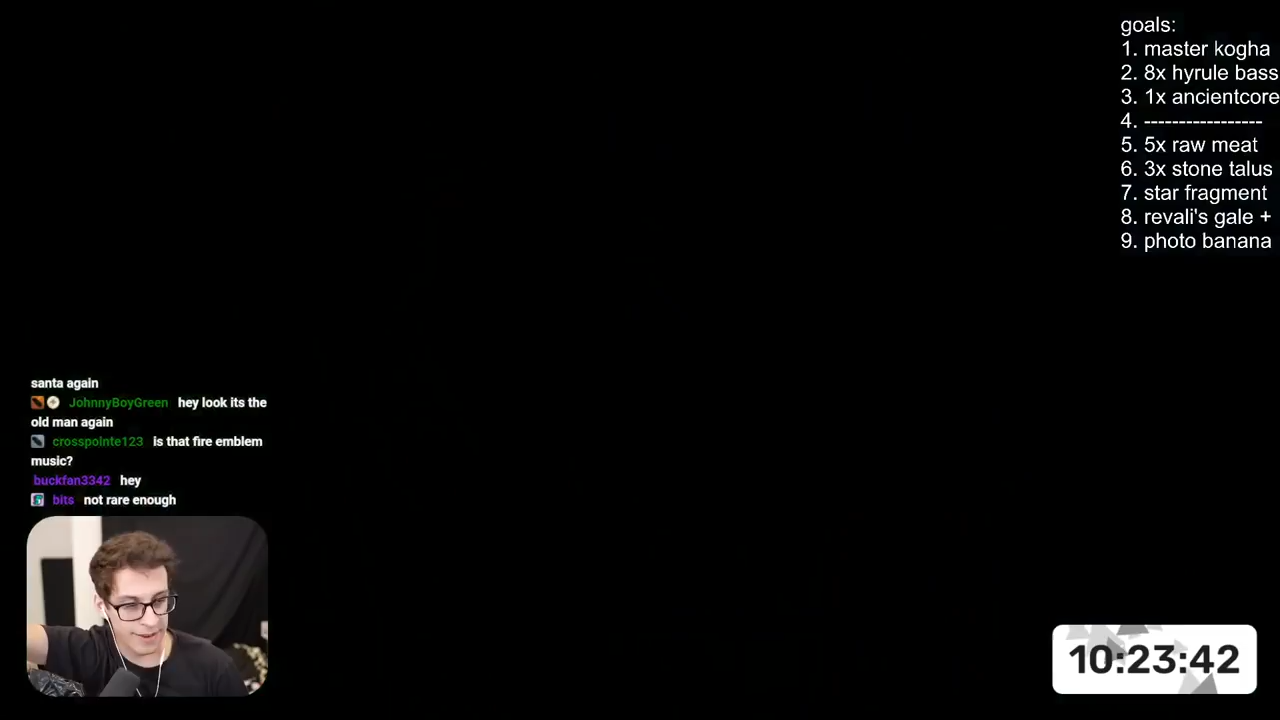 goals:
1. master kogha
2. 8x hyrule bass
3. 1x ancientcore
4. -----------------
5. 5x raw meat
6. 3x stone talus
7. star fragment
8. revali's gale +
9. photo banana
santa again
JohnnyBoyGreen hey look its the
old man again
crosspointe123 is that fire emblem
music?
buckfan3342 hey
bits not rare enough
10:23:42